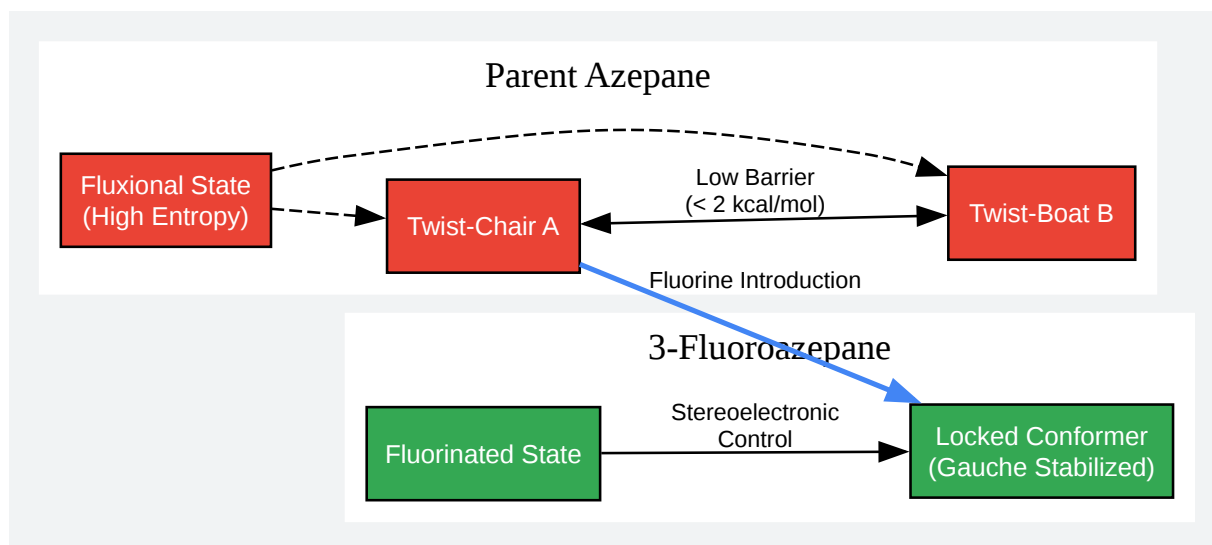 Parent Azepane
Fluxional State
(High Entropy)
Twist-Chair A
Low Barrier
(< 2 kcal/mol)
Twist-Boat B
Fluorine Introduction
3-Fluoroazepane
Fluorinated State
Stereoelectronic
Control
Locked Conformer
(Gauche Stabilized)